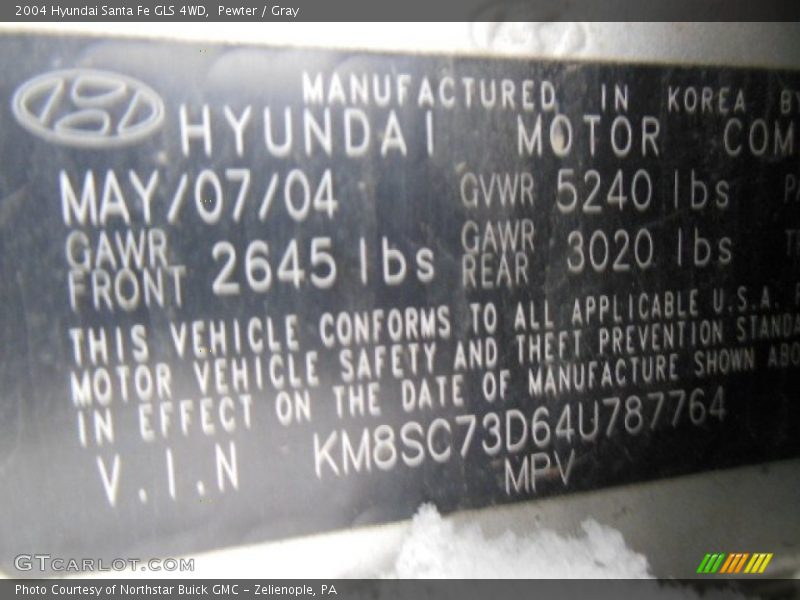 2004 Hyundai Santa Fe GLS 4WD, Pewter / Gray
MANUFACTURED IN KOREA BY
HYUNDAI MOTOR COM
MAY/07/04 GVWR 5240 lbs
GAWR FRONT 2645 lbs GAWR REAR 3020 lbs
THIS VEHICLE CONFORMS TO ALL APPLICABLE U.S.A.
MOTOR VEHICLE SAFETY AND THEFT PREVENTION STANDA
IN EFFECT ON THE DATE OF MANUFACTURE SHOWN ABO
V.I.N KM8SC73D64U787764
MPV
GTCARLOT.COM
Photo Courtesy of Northstar Buick GMC - Zelienople, PA